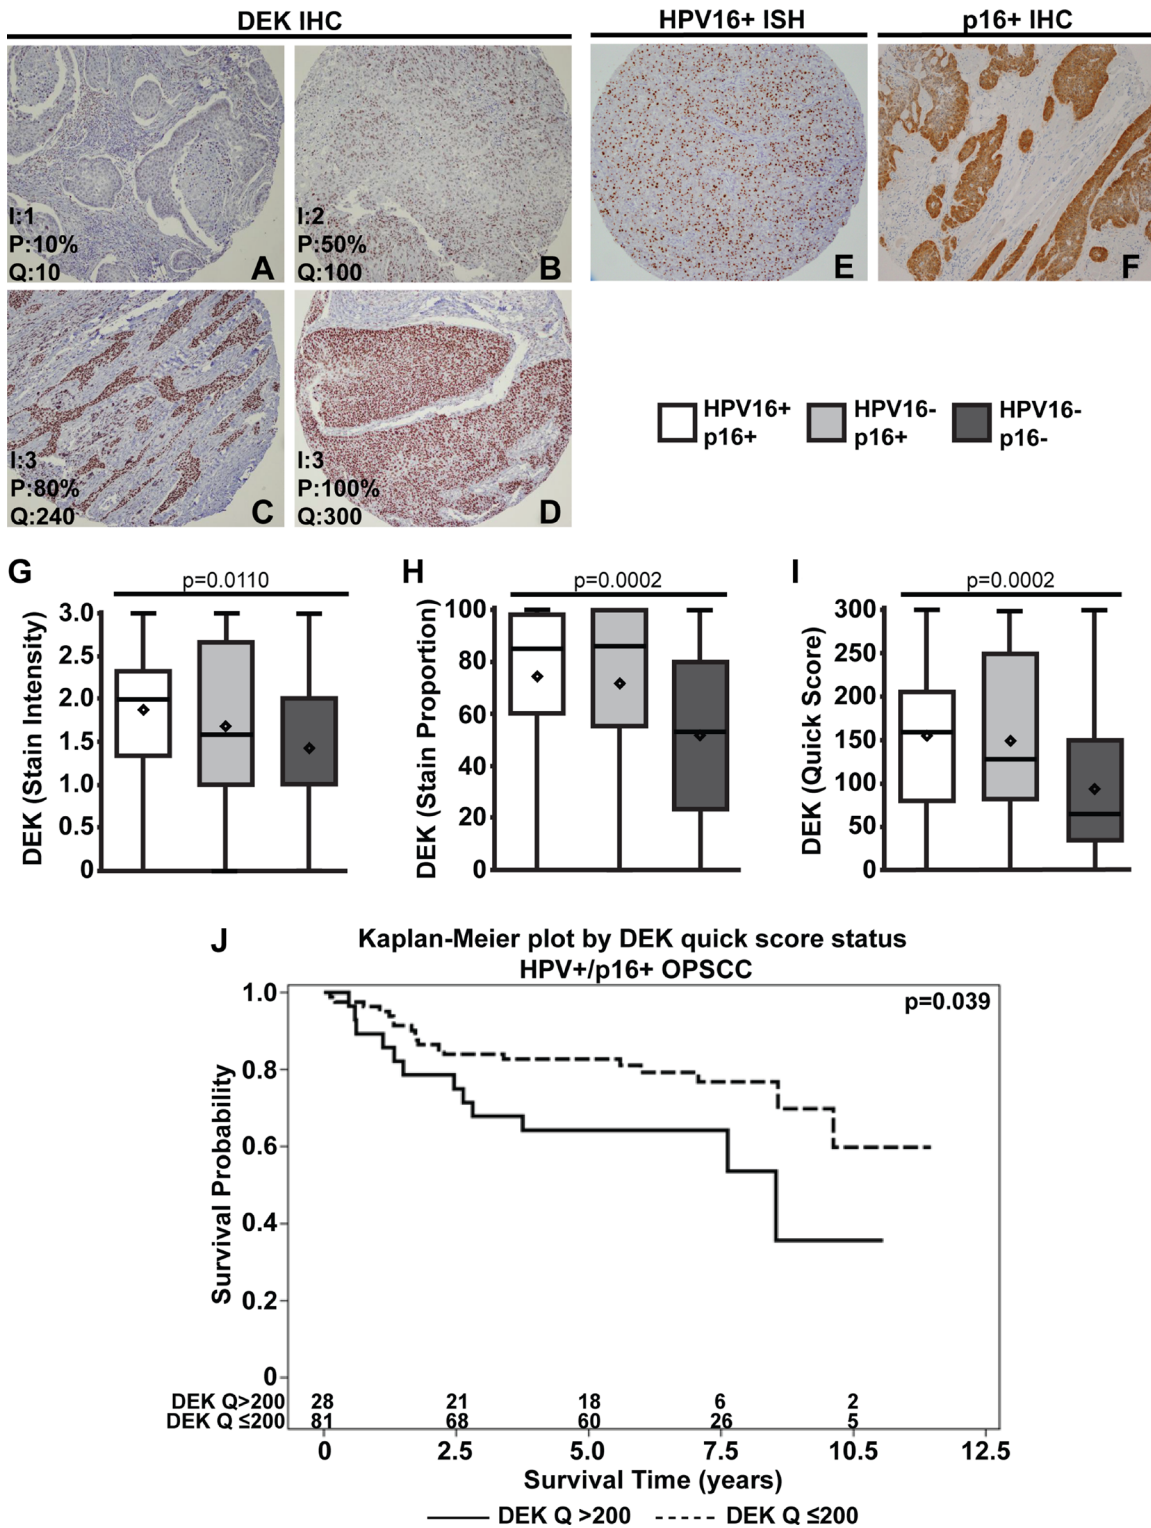 DEK IHC
HPV16+ ISH
p16+ IHC
I:1
P:10%
Q:10
A
I:2
P:50%
Q:100
B
E
F
I:3
P:80%
Q:240
C
I:3
P:100%
Q:300
D
HPV16+
p16+
HPV16-
p16+
HPV16-
p16-
G
p=0.0110
DEK (Stain Intensity)
3.0
2.5
2.0
1.5
1.0
0.5
0
H
p=0.0002
DEK (Stain Proportion)
100
80
60
40
20
0
I
p=0.0002
DEK (Quick Score)
300
250
200
150
100
50
0
J
Kaplan-Meier plot by DEK quick score status
HPV+/p16+ OPSCC
p=0.039
Survival Probability
1.0
0.8
0.6
0.4
0.2
0
DEK Q>200 28 21 18 6 2
DEK Q ≤200 81 68 60 26 5
0 2.5 5.0 7.5 10.5 12.5
Survival Time (years)
DEK Q >200 DEK Q ≤200